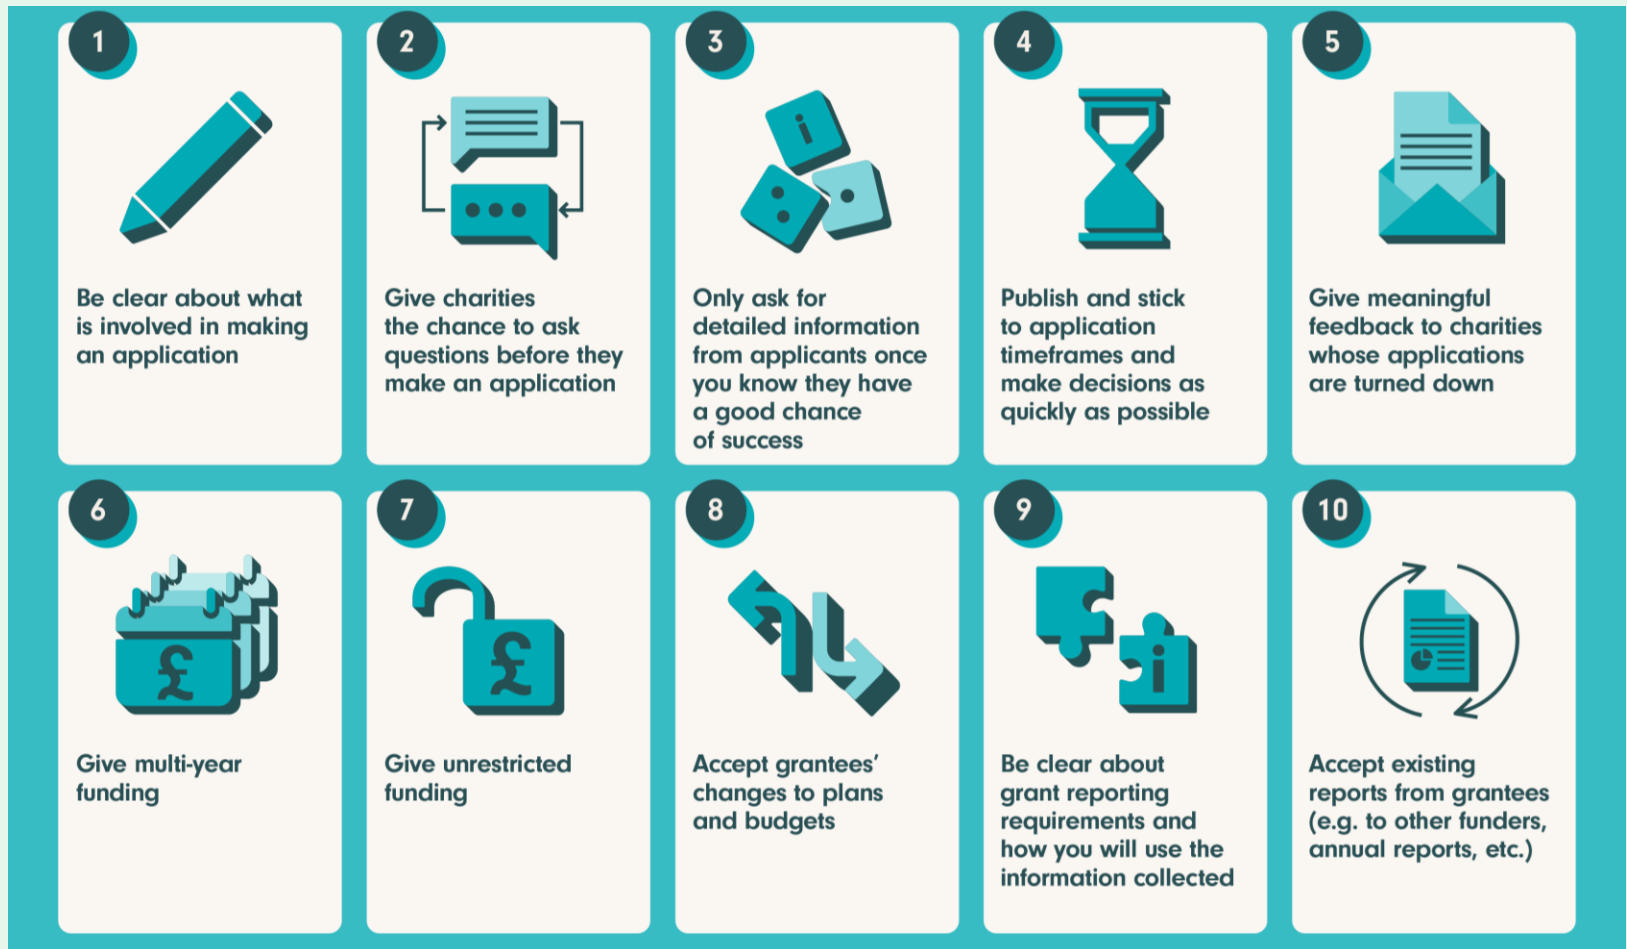 1
Be clear about what
is involved in making
an application
2
Give charities
the chance to ask
questions before they
make an application
3
i
Only ask for
detailed information
from applicants once
you know they have
a good chance
of success
4
Publish and stick
to application
timeframes and
make decisions as
quickly as possible
5
Give meaningful
feedback to charities
whose applications
are turned down
6
£
Give multi-year
funding
7
£
Give unrestricted
funding
8
Accept grantees’
changes to plans
and budgets
9
i
Be clear about
grant reporting
requirements and
how you will use the
information collected
10
Accept existing
reports from grantees
(e.g. to other funders,
annual reports, etc.)